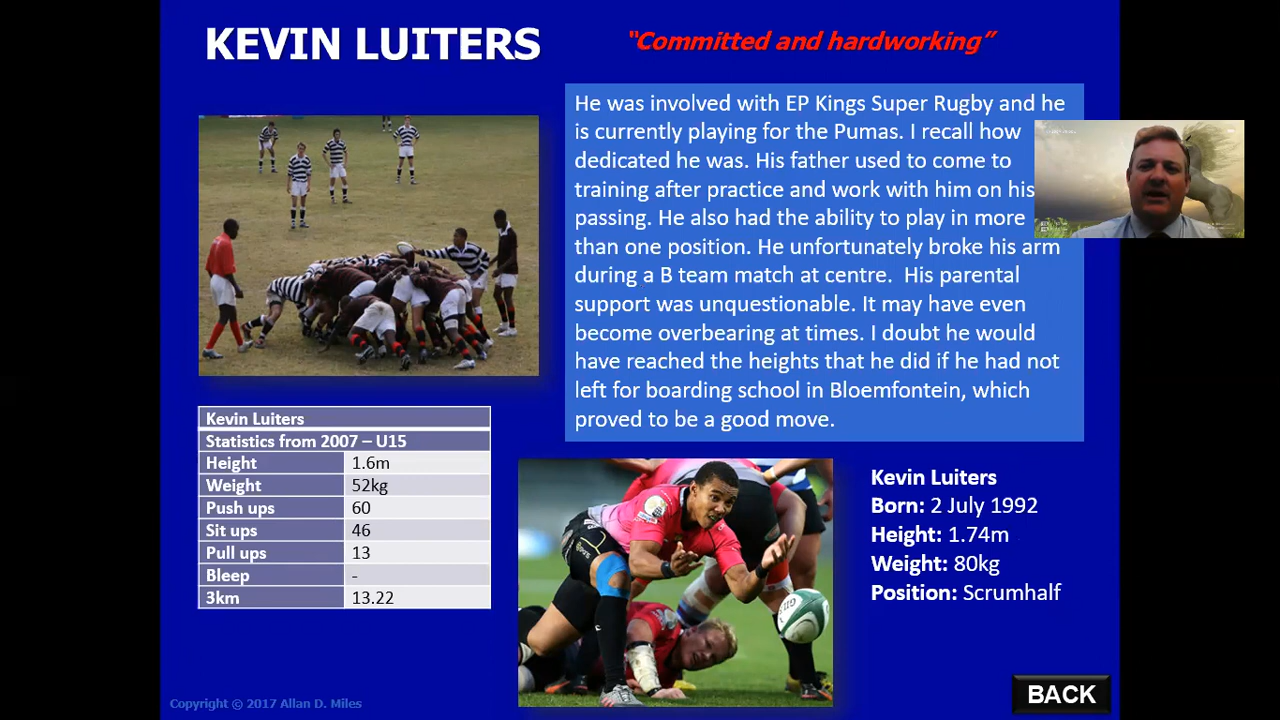 KEVIN LUITERS
"Committed and hardworking"
He was involved with EP Kings Super Rugby and he
is currently playing for the Pumas. I recall how
dedicated he was. His father used to come to
training after practice and work with him on his
passing. He also had the ability to play in more
than one position. He unfortunately broke his arm
during a B team match at centre. His parental
support was unquestionable. It may have even
become overbearing at times. I doubt he would
have reached the heights that he did if he had not
left for boarding school in Bloemfontein, which
proved to be a good move.
Kevin Luiters
Statistics from 2007 – U15
Height 1.6m
Weight 52kg
Push ups 60
Sit ups 46
Pull ups 13
Bleep -
3km 13.22
Kevin Luiters
Born: 2 July 1992
Height: 1.74m
Weight: 80kg
Position: Scrumhalf
BACK
Copyright © 2017 Allan D. Miles